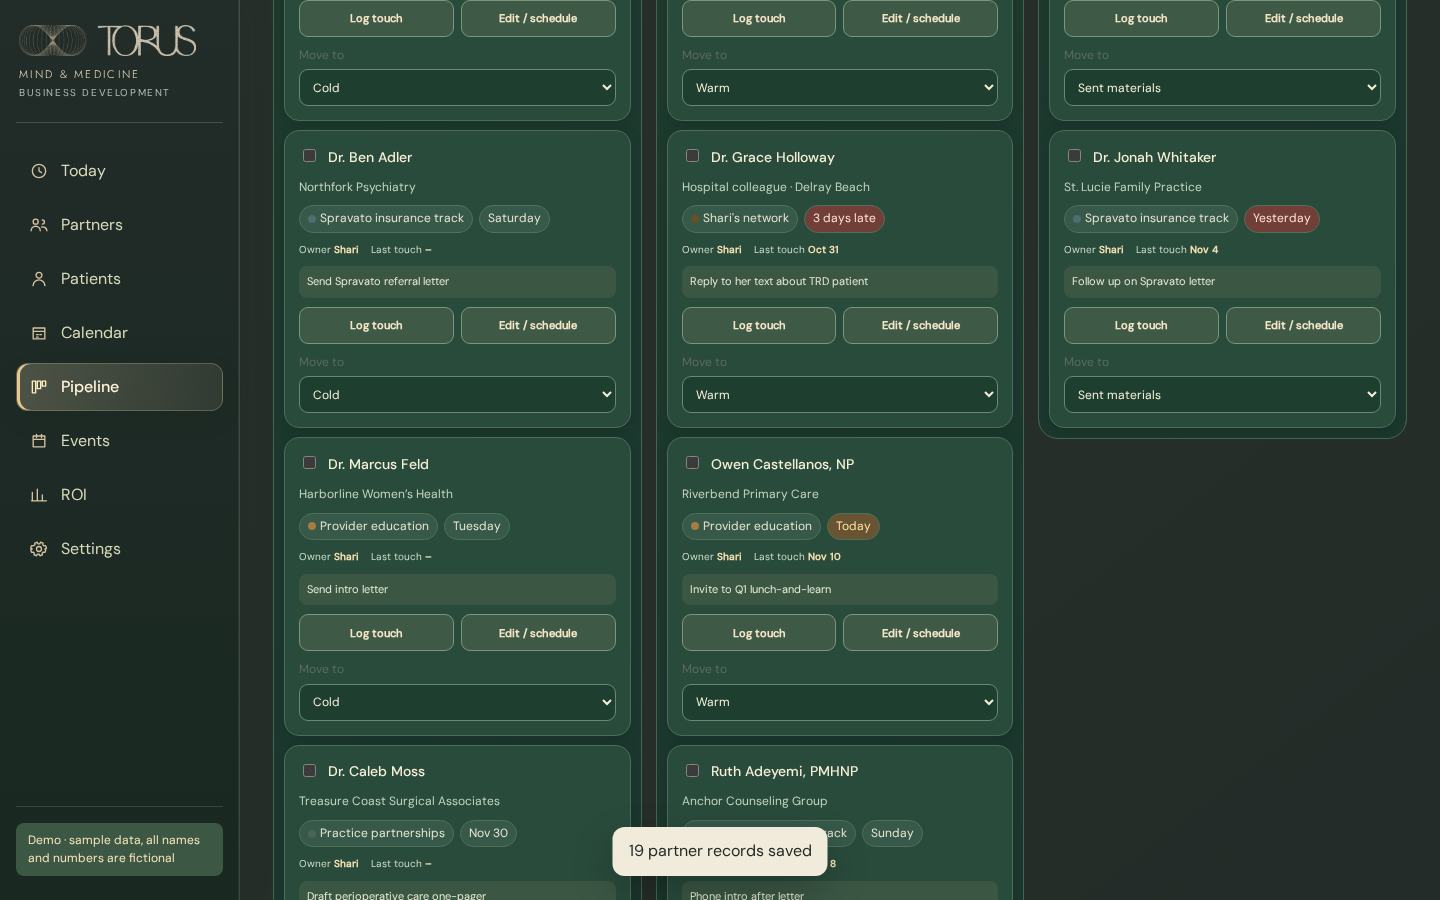 TORUS
MIND & MEDICINE
BUSINESS DEVELOPMENT
Today
Partners
Patients
Calendar
Pipeline
Events
ROI
Settings
Demo · sample data, all names
and numbers are fictional
Log touch
Edit / schedule
Move to
Cold
Dr. Ben Adler
Northfork Psychiatry
Spravato insurance track
Saturday
Owner Shari Last touch –
Send Spravato referral letter
Log touch
Edit / schedule
Move to
Cold
Dr. Marcus Feld
Harborline Women's Health
Provider education
Tuesday
Owner Shari Last touch –
Send intro letter
Log touch
Edit / schedule
Move to
Cold
Dr. Caleb Moss
Treasure Coast Surgical Associates
Practice partnerships
Nov 30
Owner Shari Last touch –
Draft perioperative care one-pager
Log touch
Edit / schedule
Move to
Warm
Dr. Grace Holloway
Hospital colleague · Delray Beach
Shari's network
3 days late
Owner Shari Last touch Oct 31
Reply to her text about TRD patient
Log touch
Edit / schedule
Move to
Warm
Owen Castellanos, NP
Riverbend Primary Care
Provider education
Today
Owner Shari Last touch Nov 10
Invite to Q1 lunch-and-learn
Log touch
Edit / schedule
Move to
Warm
Ruth Adeyemi, PMHNP
Anchor Counseling Group
Sunday
8
Phone intro after letter
Log touch
Edit / schedule
Move to
Sent materials
Dr. Jonah Whitaker
St. Lucie Family Practice
Spravato insurance track
Yesterday
Owner Shari Last touch Nov 4
Follow up on Spravato letter
Log touch
Edit / schedule
Move to
Sent materials
19 partner records saved